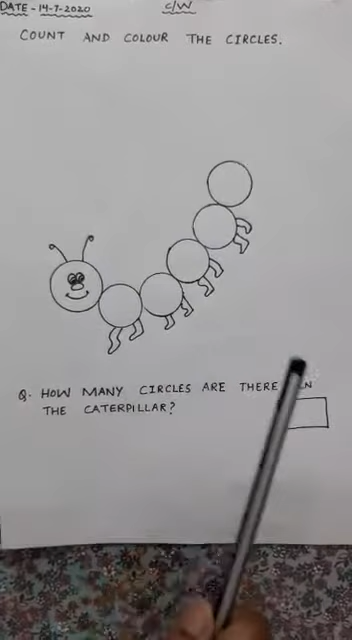 DATE - 14-7-2020 C/W
COUNT AND COLOUR THE CIRCLES.
Q. HOW MANY CIRCLES ARE THERE
THE CATERPILLAR?